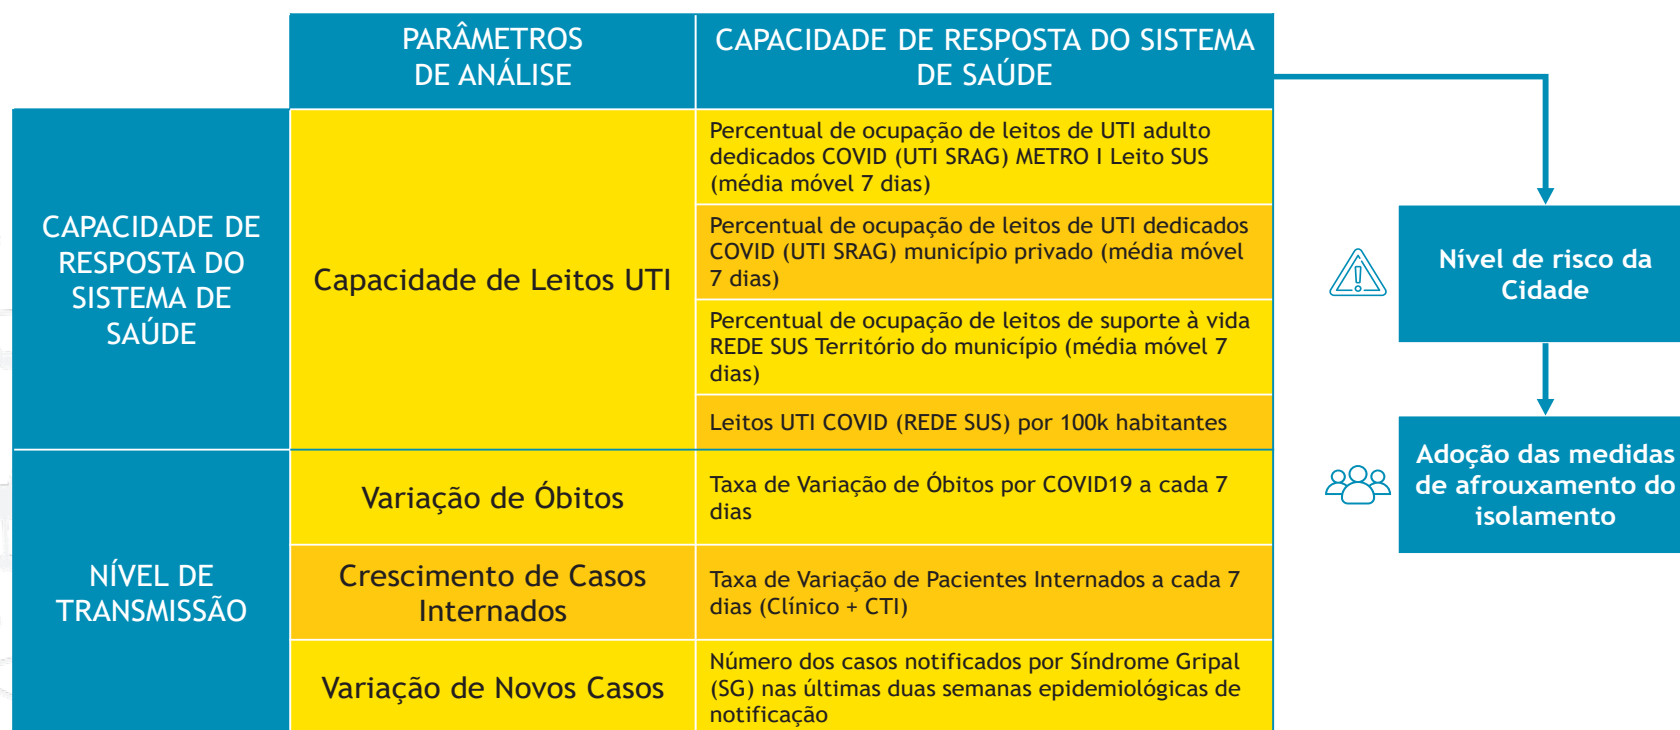 PARÂMETROS
DE ANÁLISE
CAPACIDADE DE RESPOSTA DO SISTEMA
DE SAÚDE
CAPACIDADE DE
RESPOSTA DO
SISTEMA DE
SAÚDE
Capacidade de Leitos UTI
Percentual de ocupação de leitos de UTI adulto
dedicados COVID (UTI SRAG) METRO I Leito SUS
(média móvel 7 dias)
Percentual de ocupação de leitos de UTI dedicados
COVID (UTI SRAG) município privado (média móvel
7 dias)
Percentual de ocupação de leitos de suporte à vida
REDE SUS Território do município (média móvel 7
dias)
Leitos UTI COVID (REDE SUS) por 100k habitantes
NÍVEL DE
TRANSMISSÃO
Variação de Óbitos
Taxa de Variação de Óbitos por COVID19 a cada 7
dias
Crescimento de Casos
Internados
Taxa de Variação de Pacientes Internados a cada 7
dias (Clínico + CTI)
Variação de Novos Casos
Número dos casos notificados por Síndrome Gripal
(SG) nas últimas duas semanas epidemiológicas de
notificação
Nível de risco da
Cidade
Adoção das medidas
de afrouxamento do
isolamento